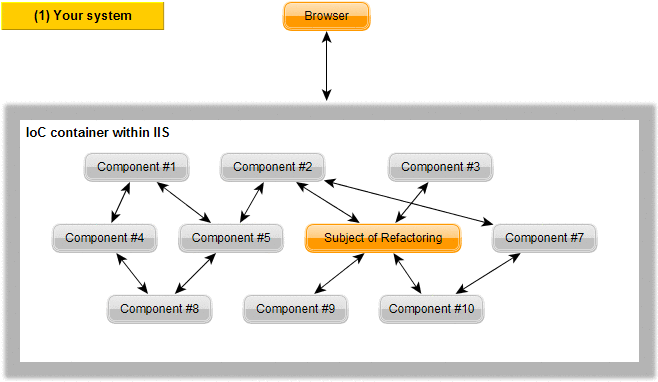 (1) Your system
Browser
IoC container within IIS
Component #1
Component #2
Component #3
Component #4
Component #5
Subject of Refactoring
Component #7
Component #8
Component #9
Component #10